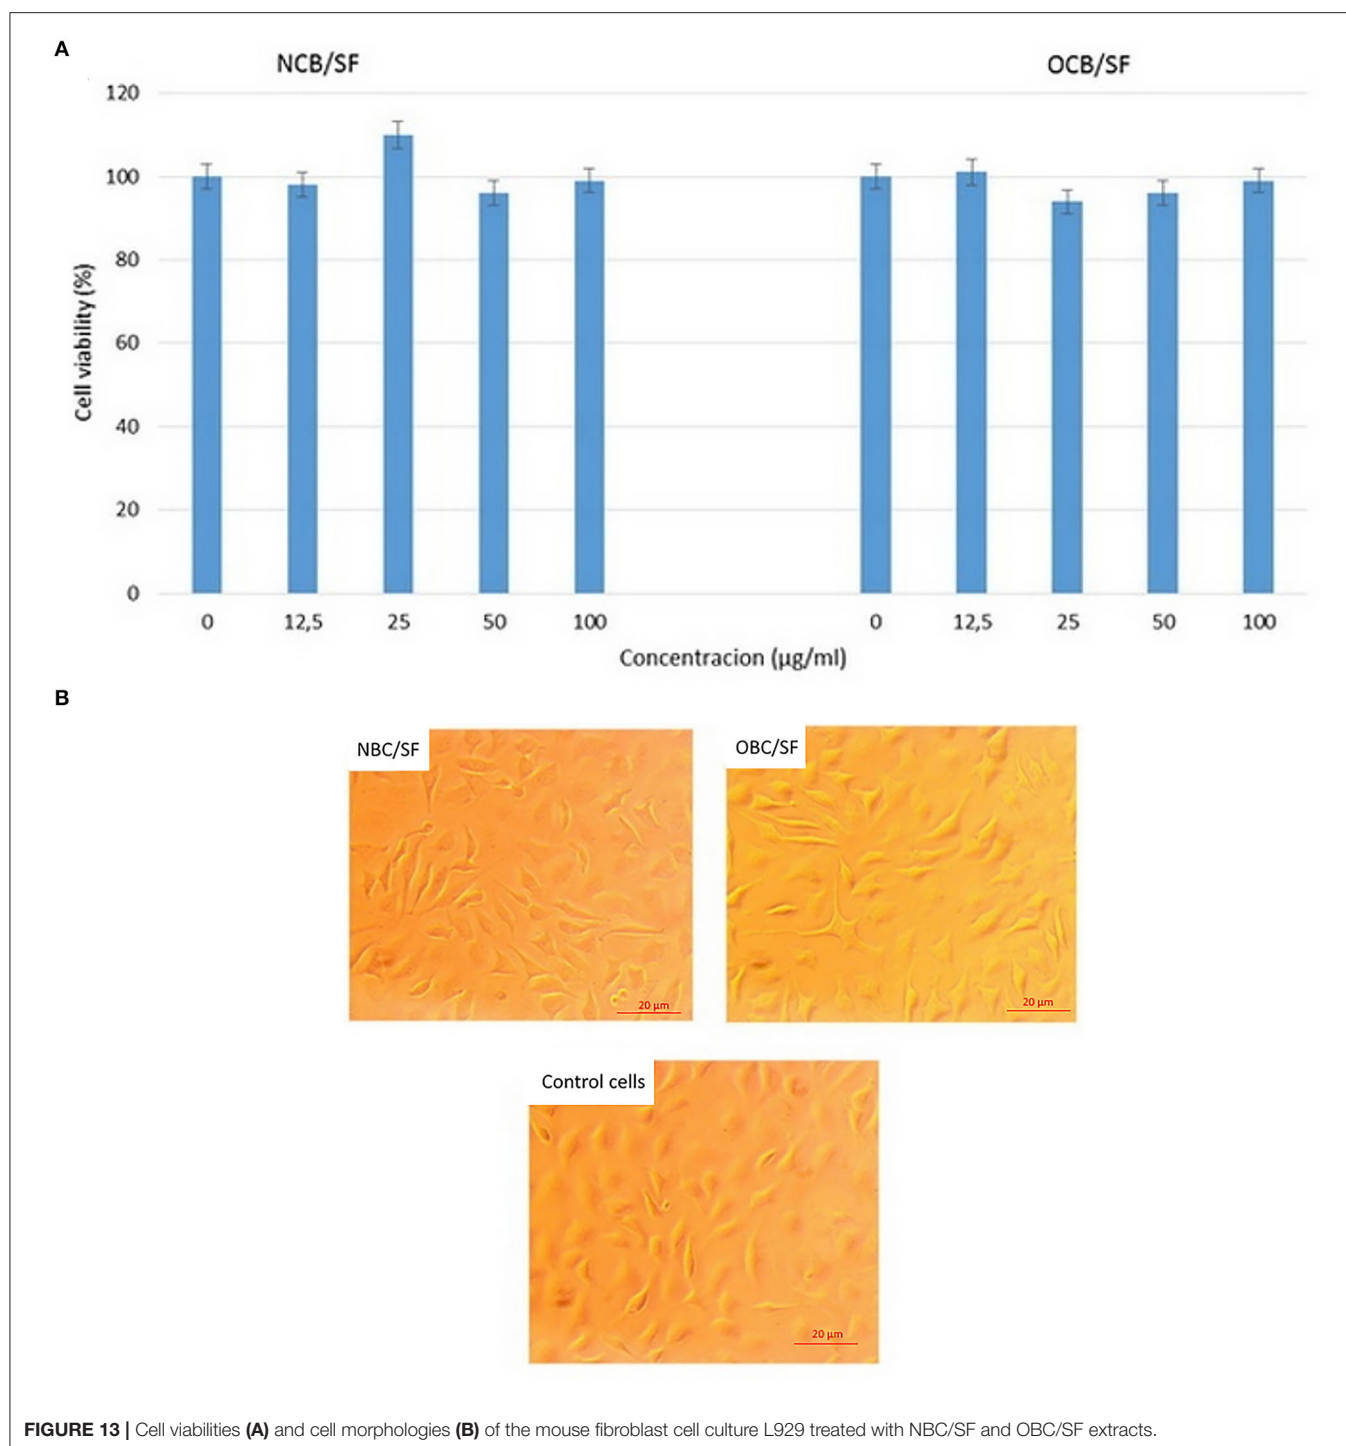 A
NCB/SF
OCB/SF
120
100
80
60
40
20
0
Cell viability (%)
0 12,5 25 50 100 0 12,5 25 50 100
Concentracion (µg/ml)
B
NBC/SF
OBC/SF
20 µm
20 µm
Control cells
20 µm
FIGURE 13 | Cell viabilities (A) and cell morphologies (B) of the mouse fibroblast cell culture L929 treated with NBC/SF and OBC/SF extracts.